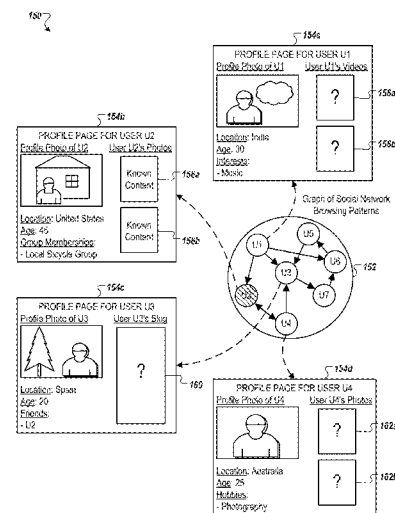 150
154a
PROFILE PAGE FOR USER U1
Profile Photo of U1 User U1's Videos
?
156a
Location: India
Age: 30
Interests:
- Music
?
156b
154b
PROFILE PAGE FOR USER U2
Profile Photo of U2 User U2's Photos
Known
Content
158a
Location: United States
Age: 45
Group Memberships:
- Local Bicycle Group
Known
Content
158b
Graph of Social Network
Browsing Patterns
U1
U5
U6
U3
U2
U7
U4
152
154c
PROFILE PAGE FOR USER U3
Profile Photo of U3 User U3's Blog
?
160
Location: Spain
Age: 20
Friends:
- U2
154d
PROFILE PAGE FOR USER U4
Profile Photo of U4 User U4's Photos
?
162a
Location: Australia
Age: 25
Hobbies:
- Photography
?
162b